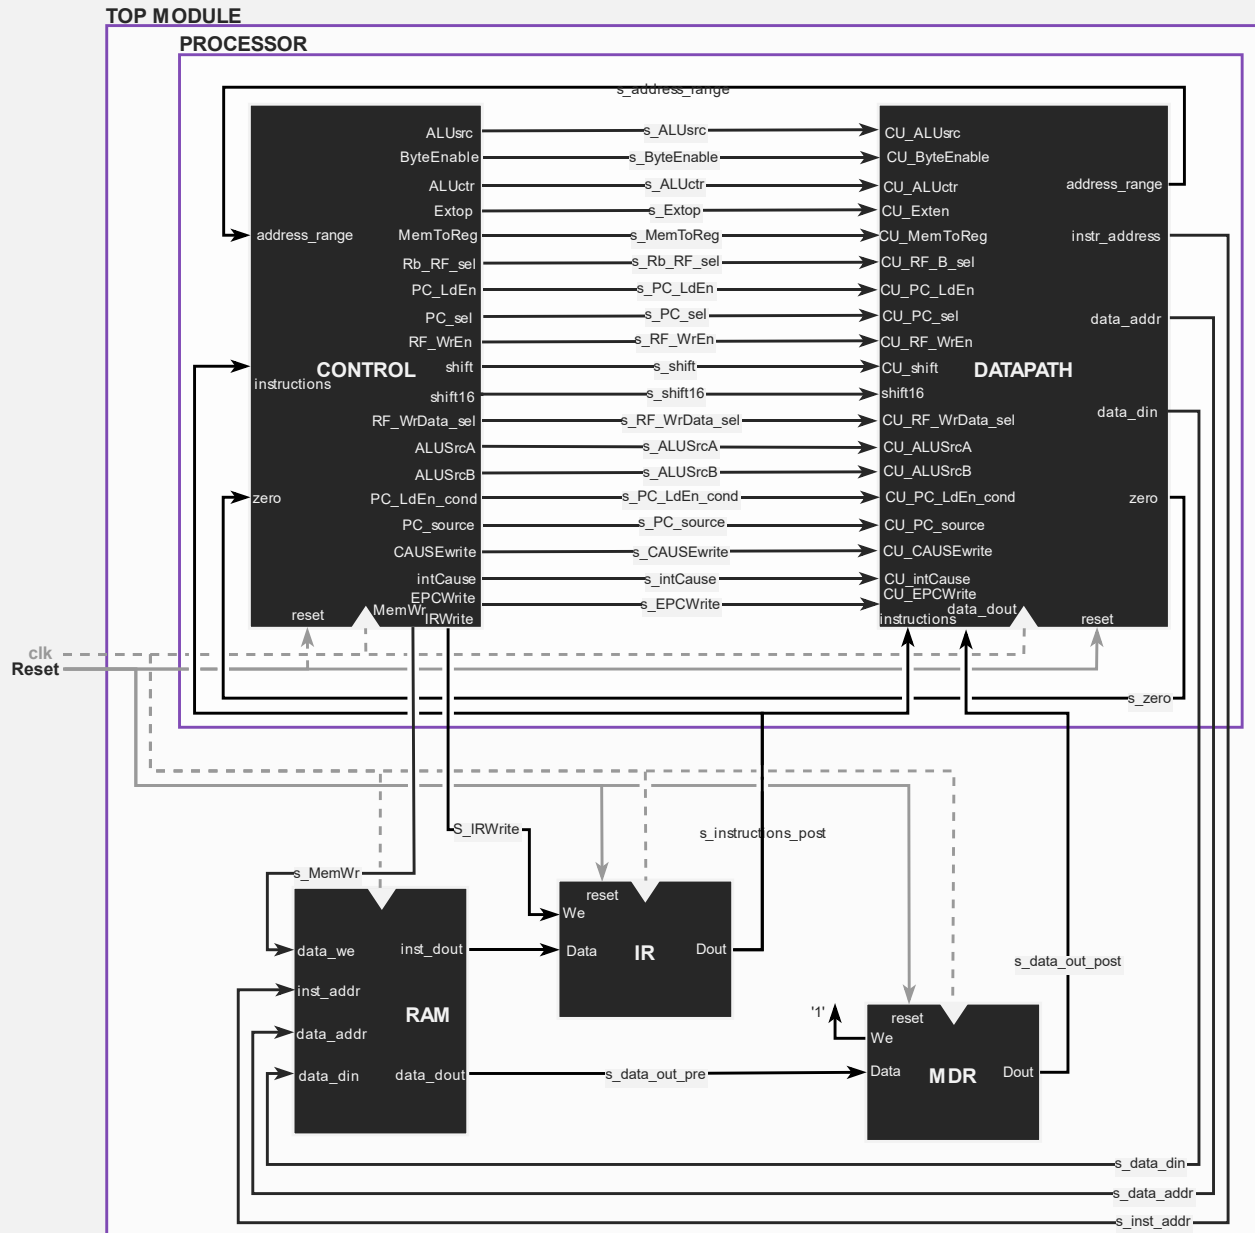 TOP MODULE
PROCESSOR
s_address_range
ALUsrc s_ALUsrc CU_ALUsrc
ByteEnable s_ByteEnable CU_ByteEnable
ALUctr s_ALUctr CU_ALUctr address_range
Extop s_Extop CU_Exten
address_range MemToReg s_MemToReg CU_MemToReg instr_address
Rb_RF_sel s_Rb_RF_sel CU_RF_B_sel
PC_LdEn s_PC_LdEn CU_PC_LdEn
PC_sel s_PC_sel CU_PC_sel data_addr
RF_WrEn s_RF_WrEn CU_RF_WrEn
CONTROL shift s_shift CU_shift DATAPATH
instructions
shift16 s_shift16 shift16
RF_WrData_sel s_RF_WrData_sel CU_RF_WrData_sel data_din
ALUSrcA s_ALUSrcA CU_ALUSrcA
ALUSrcB s_ALUSrcB CU_ALUSrcB
zero PC_LdEn_cond s_PC_LdEn_cond CU_PC_LdEn_cond zero
PC_source s_PC_source CU_PC_source
CAUSEwrite s_CAUSEwrite CU_CAUSEwrite
intCause s_intCause CU_intCause
EPCWrite s_EPCWrite CU_EPCWrite
reset MemWr IRWrite instructions data_dout reset
clk
Reset
s_zero
S_IRWrite s_instructions_post
s_MemWr
reset
We
data_we inst_dout Data IR Dout
s_data_out_post
inst_addr
RAM '1' reset
data_addr We
data_din data_dout s_data_out_pre Data MDR Dout
s_data_din
s_data_addr
s_inst_addr